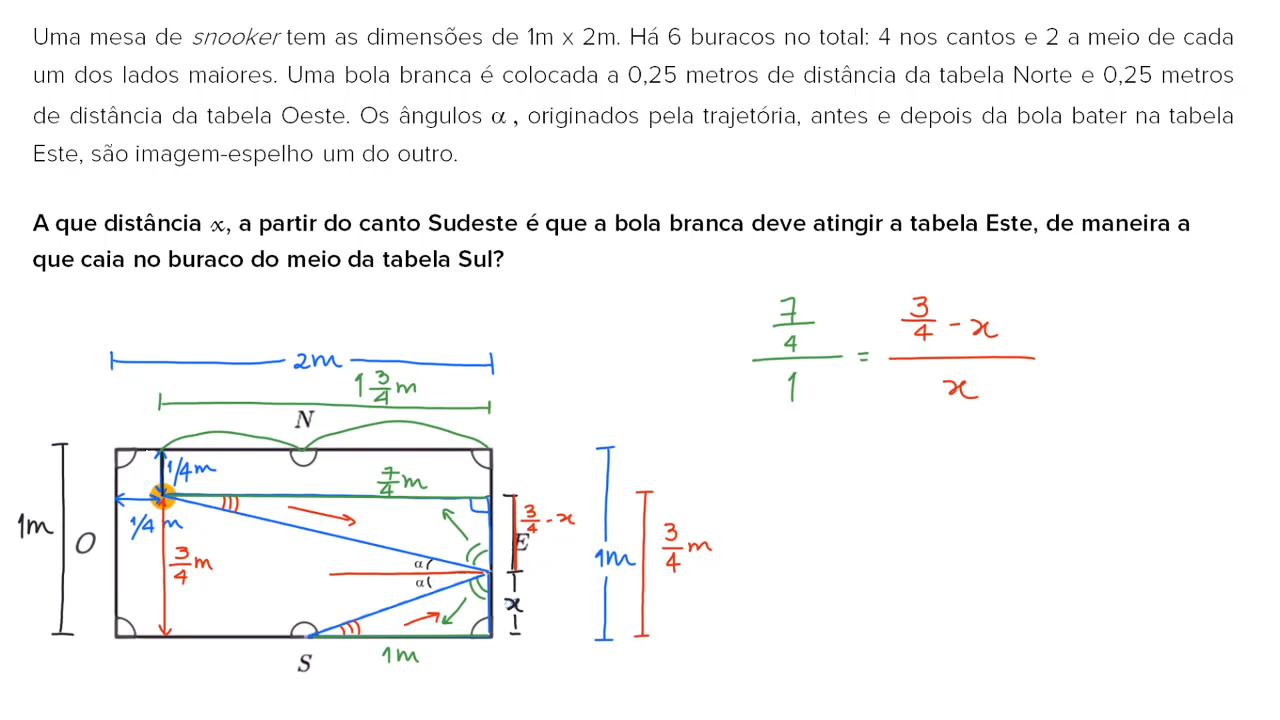 Uma mesa de snooker tem as dimensões de 1m x 2m. Há 6 buracos no total: 4 nos cantos e 2 a meio de cada
um dos lados maiores. Uma bola branca é colocada a 0,25 metros de distância da tabela Norte e 0,25 metros
de distância da tabela Oeste. Os ângulos α , originados pela trajetória, antes e depois da bola bater na tabela
Este, são imagem-espelho um do outro.
A que distância x, a partir do canto Sudeste é que a bola branca deve atingir a tabela Este, de maneira a
que caia no buraco do meio da tabela Sul?
7/4 / 1 = (3/4 - x) / x
2m
1 3/4 m
N
1/4 m
7/4 m
1/4 m
1m
O
3/4 m
α
α
3/4 - x
E
x
1m
3/4 m
1m
S